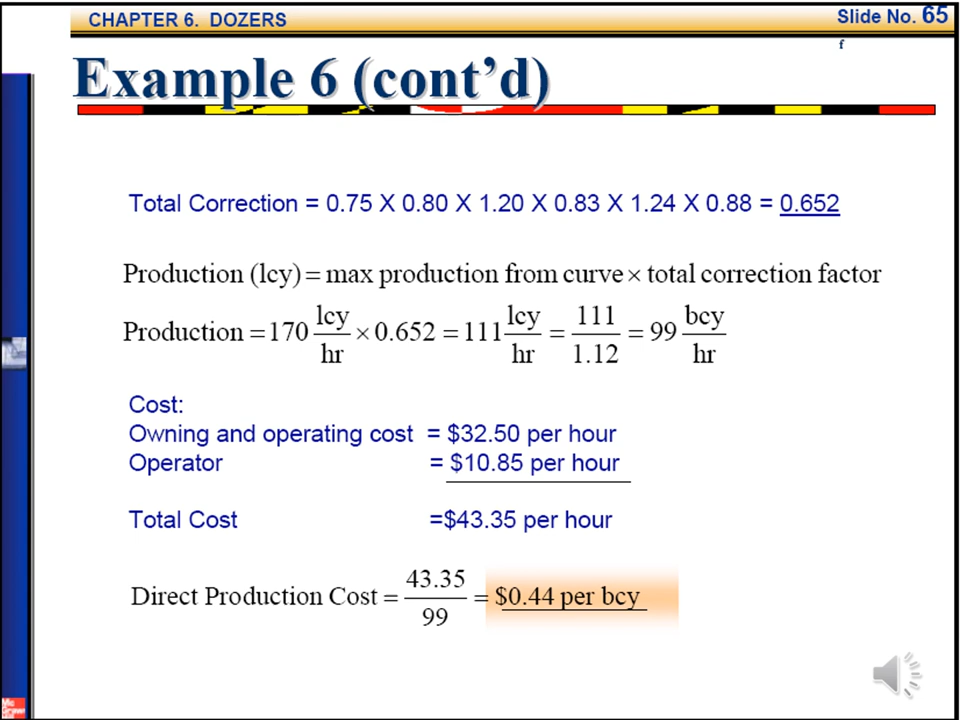 CHAPTER 6. DOZERS
Slide No. 65
f
Example 6 (cont’d)
Total Correction = 0.75 X 0.80 X 1.20 X 0.83 X 1.24 X 0.88 = 0.652
Production (lcy) = max production from curve × total correction factor
Production = 170 lcy/hr × 0.652 = 111 lcy/hr = 111/1.12 = 99 bcy/hr
Cost:
Owning and operating cost = $32.50 per hour
Operator = $10.85 per hour
Total Cost =$43.35 per hour
Direct Production Cost = 43.35/99 = $0.44 per bcy